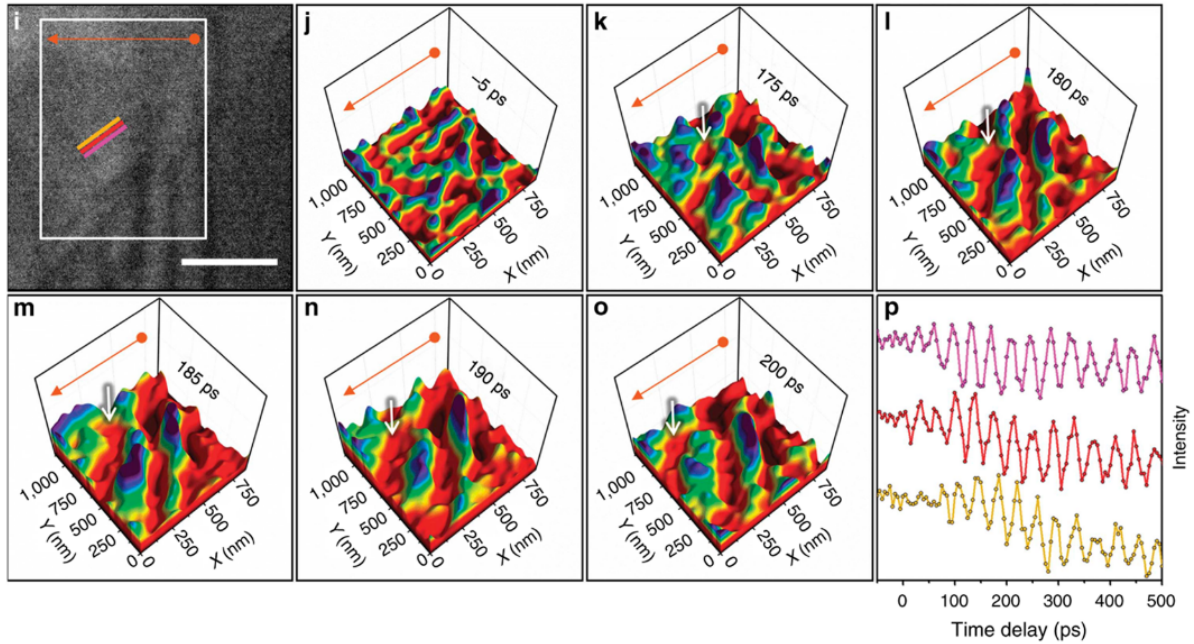 i
j
–5 ps
1,000
750
500
250
0
Y (nm)
0
250
500
750
X (nm)
k
175 ps
1,000
750
500
250
0
Y (nm)
0
250
500
750
X (nm)
l
180 ps
1,000
750
500
250
0
Y (nm)
0
250
500
750
X (nm)
m
185 ps
1,000
750
500
250
0
Y (nm)
0
250
500
750
X (nm)
n
190 ps
1,000
750
500
250
0
Y (nm)
0
250
500
750
X (nm)
o
200 ps
1,000
750
500
250
0
Y (nm)
0
250
500
750
X (nm)
p
Intensity
0 100 200 300 400 500
Time delay (ps)